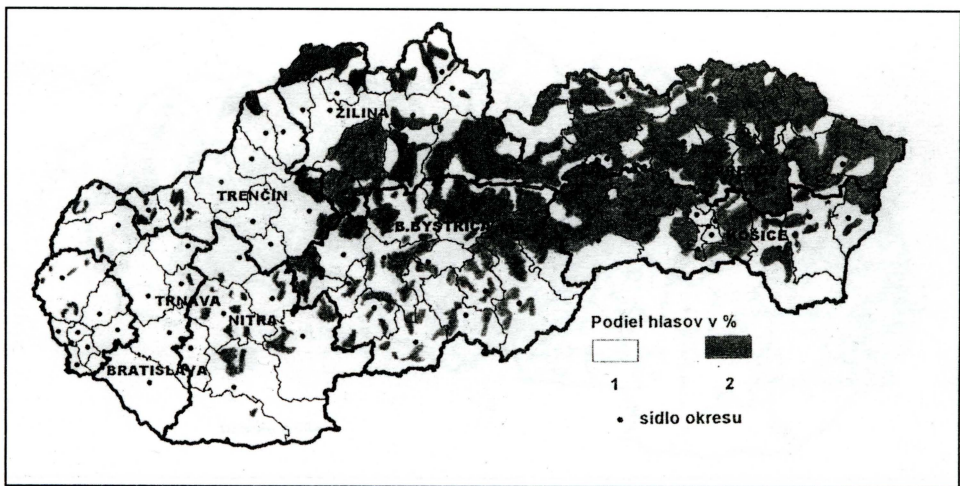 ŽILINA
TRENČÍN
B.BYSTRICA
KOŠICE
TRNAVA
NITRA
BRATISLAVA
Podiel hlasov v %
1 2
• sídlo okresu